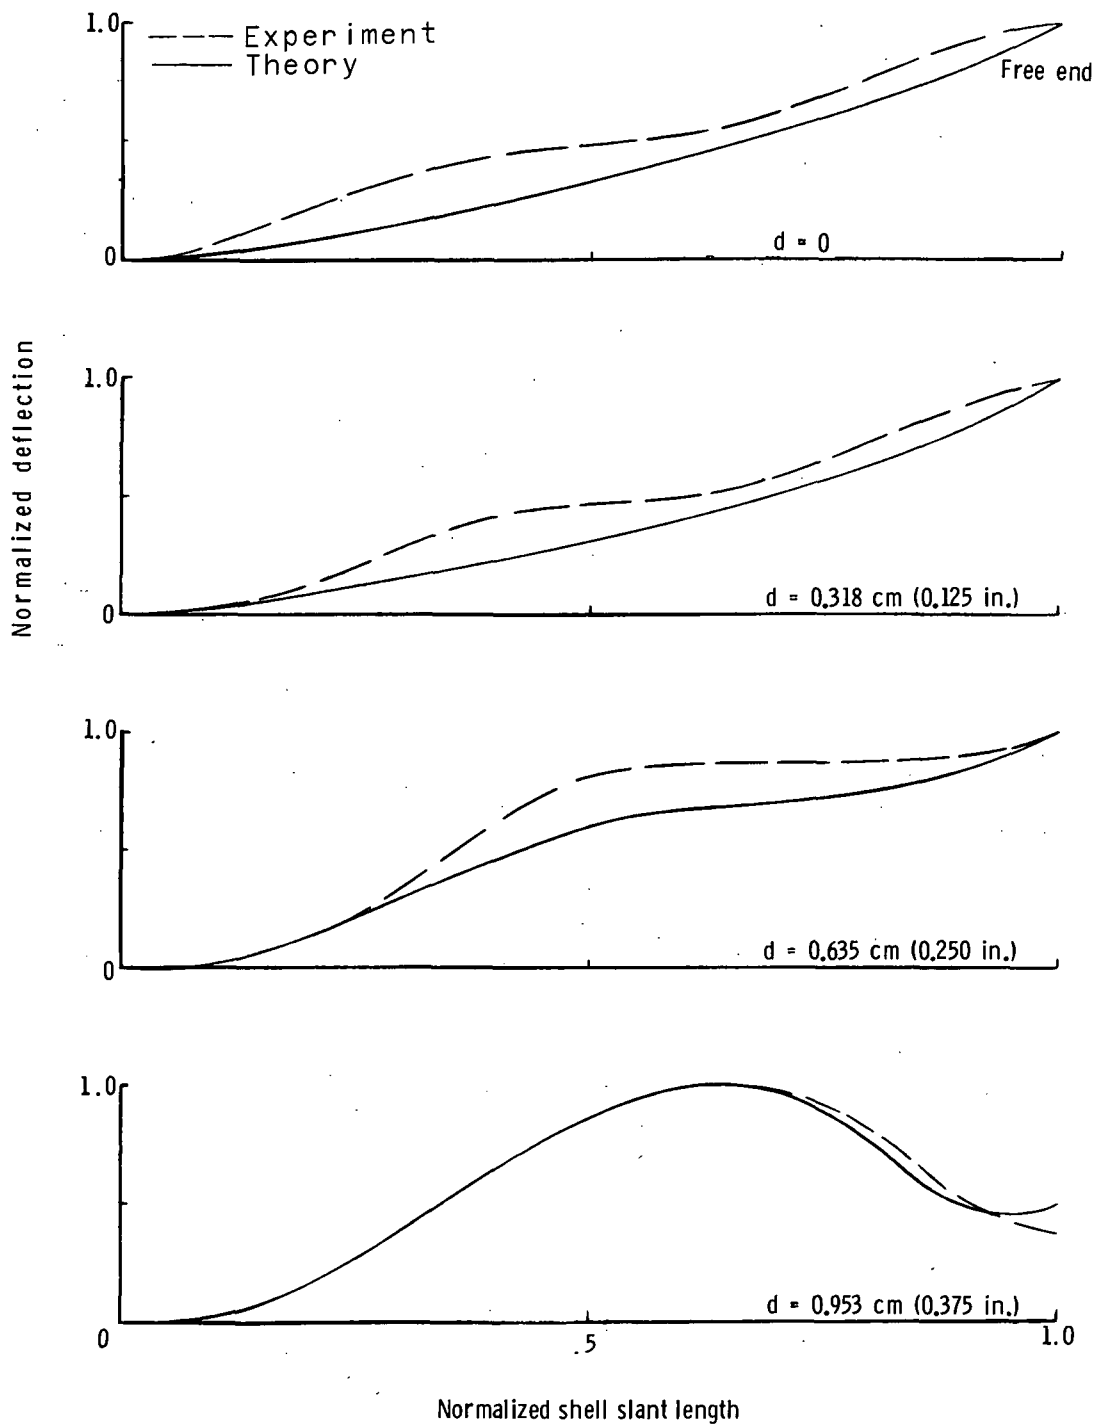 1.0
Experiment
Theory
Free end
0
d = 0
Normalized deflection
1.0
0
d = 0.318 cm (0.125 in.)
1.0
0
d = 0.635 cm (0.250 in.)
1.0
d = 0.953 cm (0.375 in.)
0
.5
1.0
Normalized shell slant length